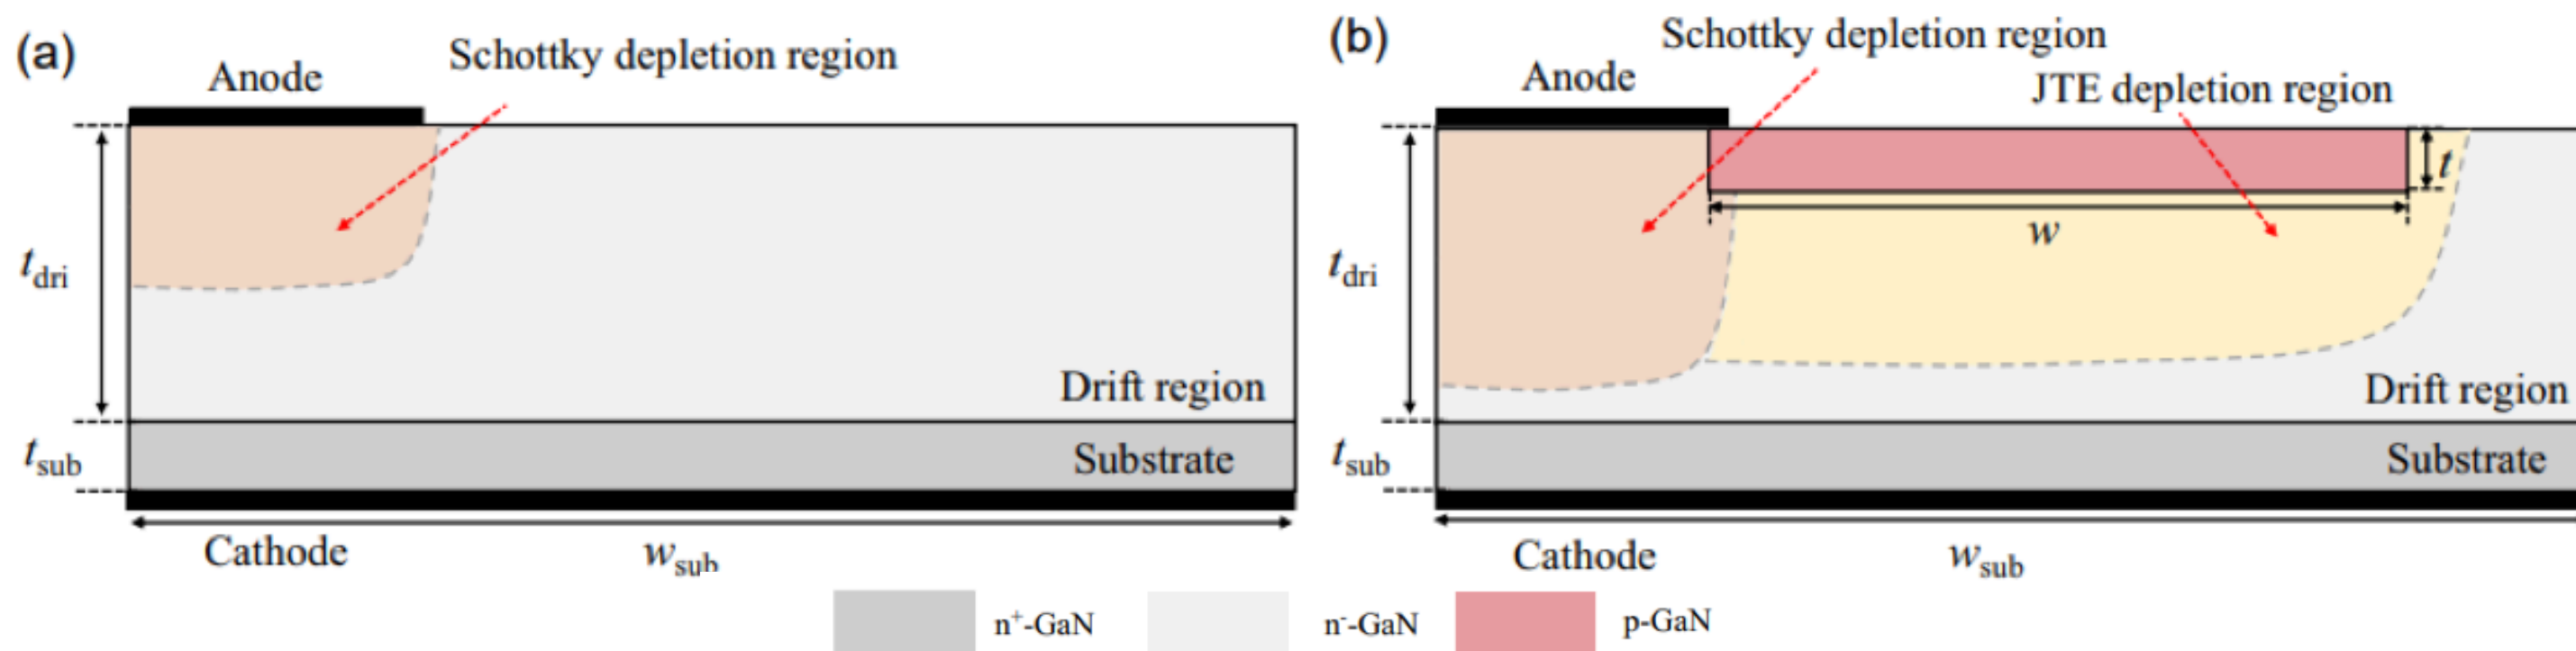 (a)
Schottky depletion region
Anode
t_dri
Drift region
t_sub
Substrate
Cathode
w_sub
(b)
Schottky depletion region
Anode
JTE depletion region
t
w
t_dri
Drift region
t_sub
Substrate
Cathode
w_sub
n⁺-GaN
n⁻-GaN
p-GaN